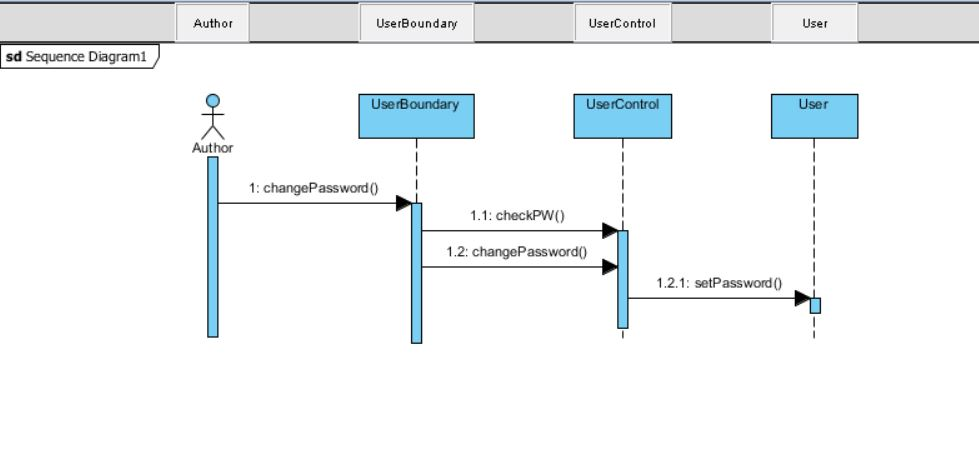 Author UserBoundary UserControl User
sd Sequence Diagram1
UserBoundary UserControl User
Author
1: changePassword()
1.1: checkPW()
1.2: changePassword()
1.2.1: setPassword()